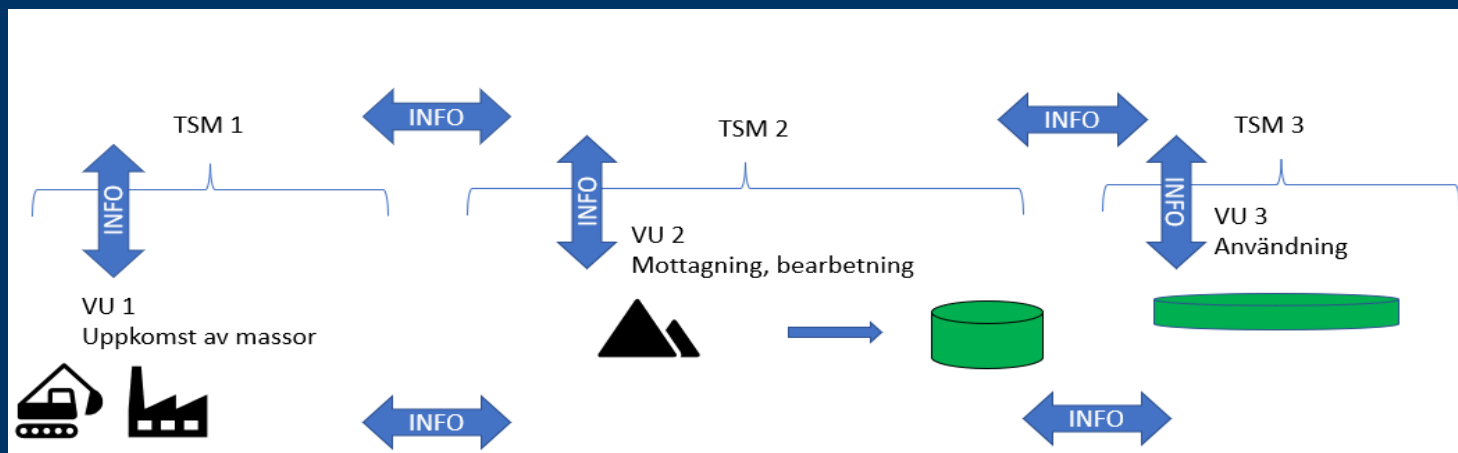 TSM 1
INFO
TSM 2
INFO
TSM 3
INFO
INFO
INFO
VU 1
Uppkomst av massor
VU 2
Mottagning, bearbetning
VU 3
Användning
INFO
INFO